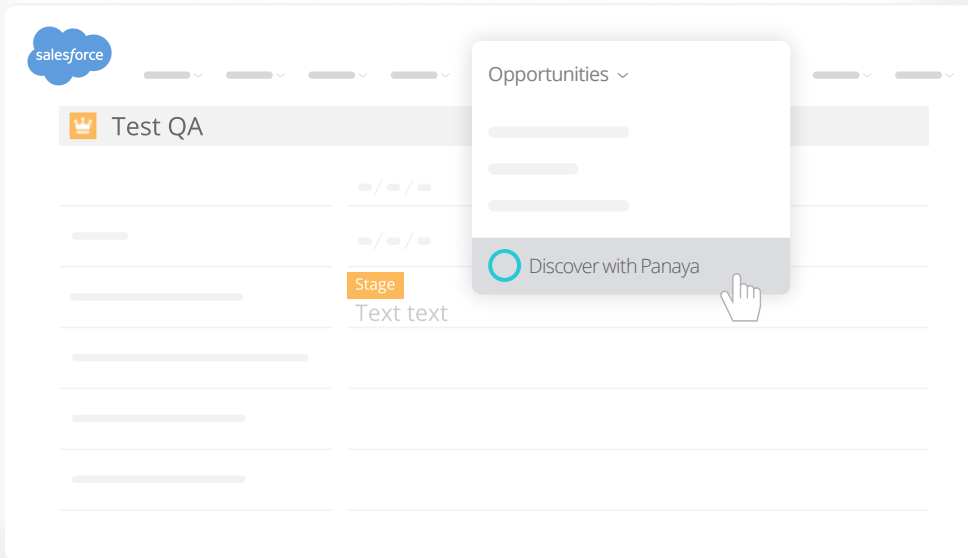 salesforce
Opportunities
Test QA
Discover with Panaya
Stage
Text text